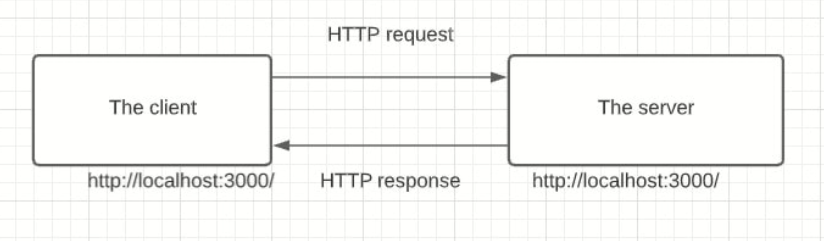 HTTP request
The client
The server
http://localhost:3000/
HTTP response
http://localhost:3000/